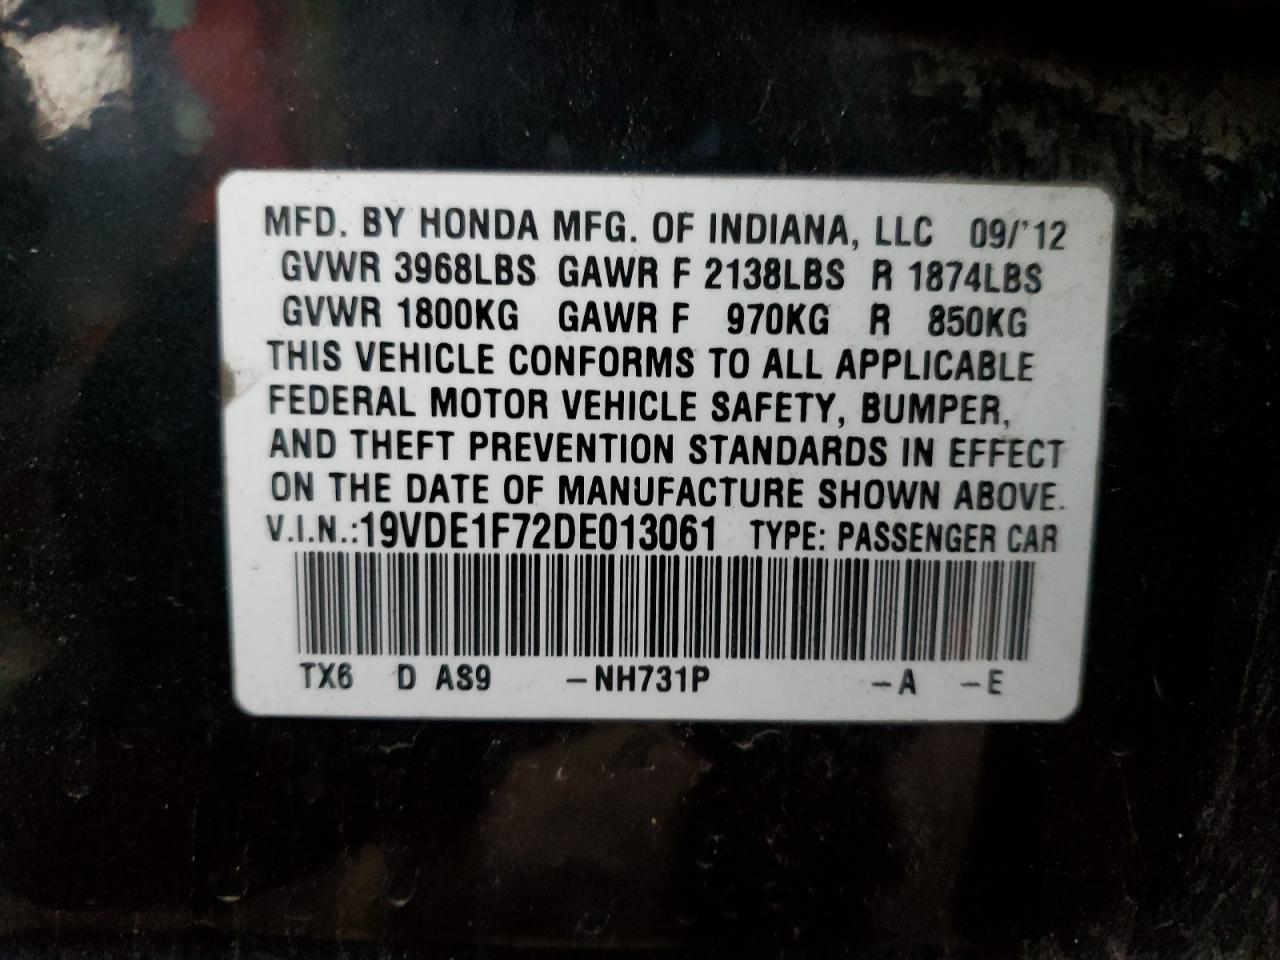 MFD. BY HONDA MFG. OF INDIANA, LLC 09/'12
GVWR 3968LBS GAWR F 2138LBS R 1874LBS
GVWR 1800KG GAWR F 970KG R 850KG
THIS VEHICLE CONFORMS TO ALL APPLICABLE
FEDERAL MOTOR VEHICLE SAFETY, BUMPER,
AND THEFT PREVENTION STANDARDS IN EFFECT
ON THE DATE OF MANUFACTURE SHOWN ABOVE.
V.I.N.:19VDE1F72DE013061 TYPE: PASSENGER CAR
TX6 D AS9 -NH731P -A -E